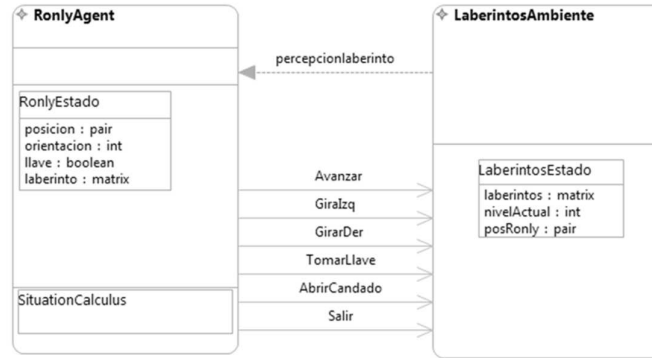 RonlyAgent
RonlyEstado
posicion : pair
orientacion : int
llave : boolean
laberinto : matrix
SituationCalculus
percepcionlaberinto
Avanzar
GiraIzq
GirarDer
TomarLlave
AbrirCandado
Salir
LaberintosAmbiente
LaberintosEstado
laberintos : matrix
nivelActual : int
posRonly : pair